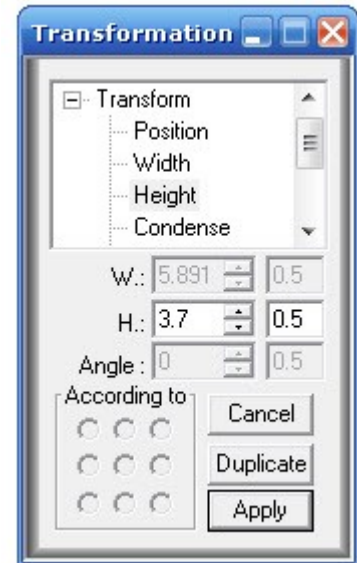 Transformation
Transform
Position
Width
Height
Condense
W.: 5.891 0.5
H.: 3.7 0.5
Angle : 0 0.5
According to
Cancel
Duplicate
Apply